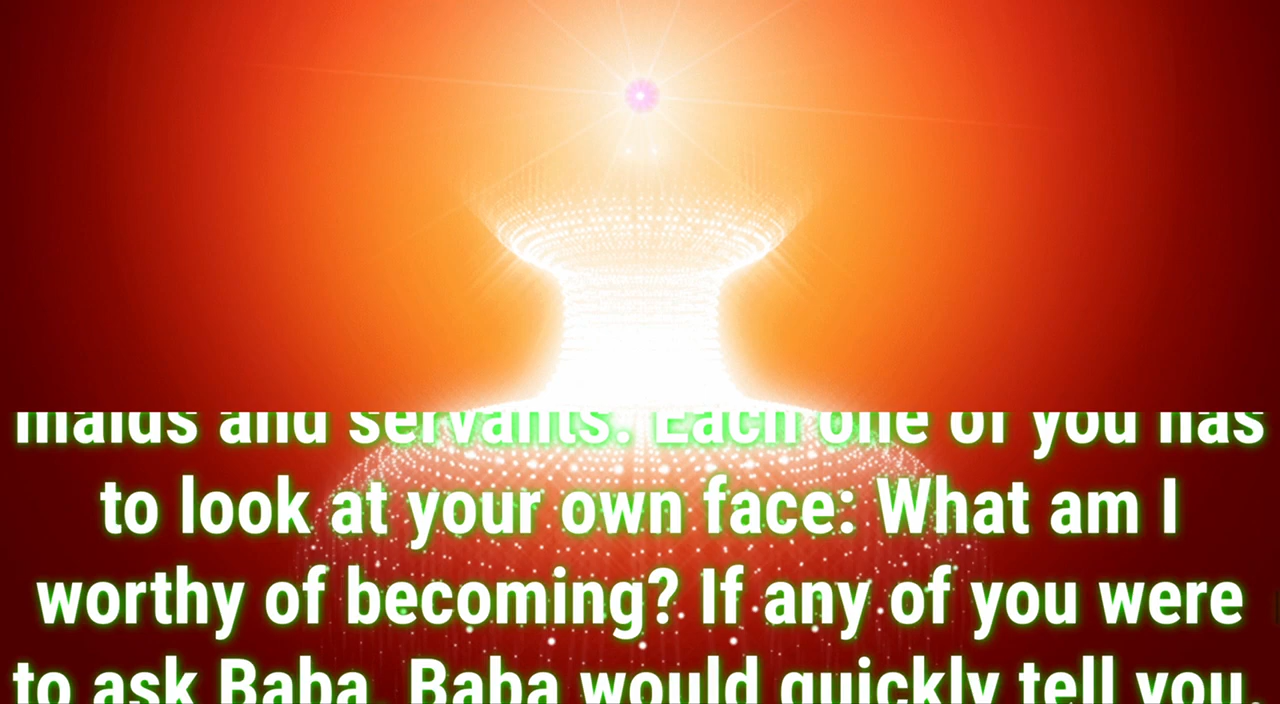 maids and servants. Each one of you has
to look at your own face: What am I
worthy of becoming? If any of you were
to ask Baba, Baba would quickly tell you.